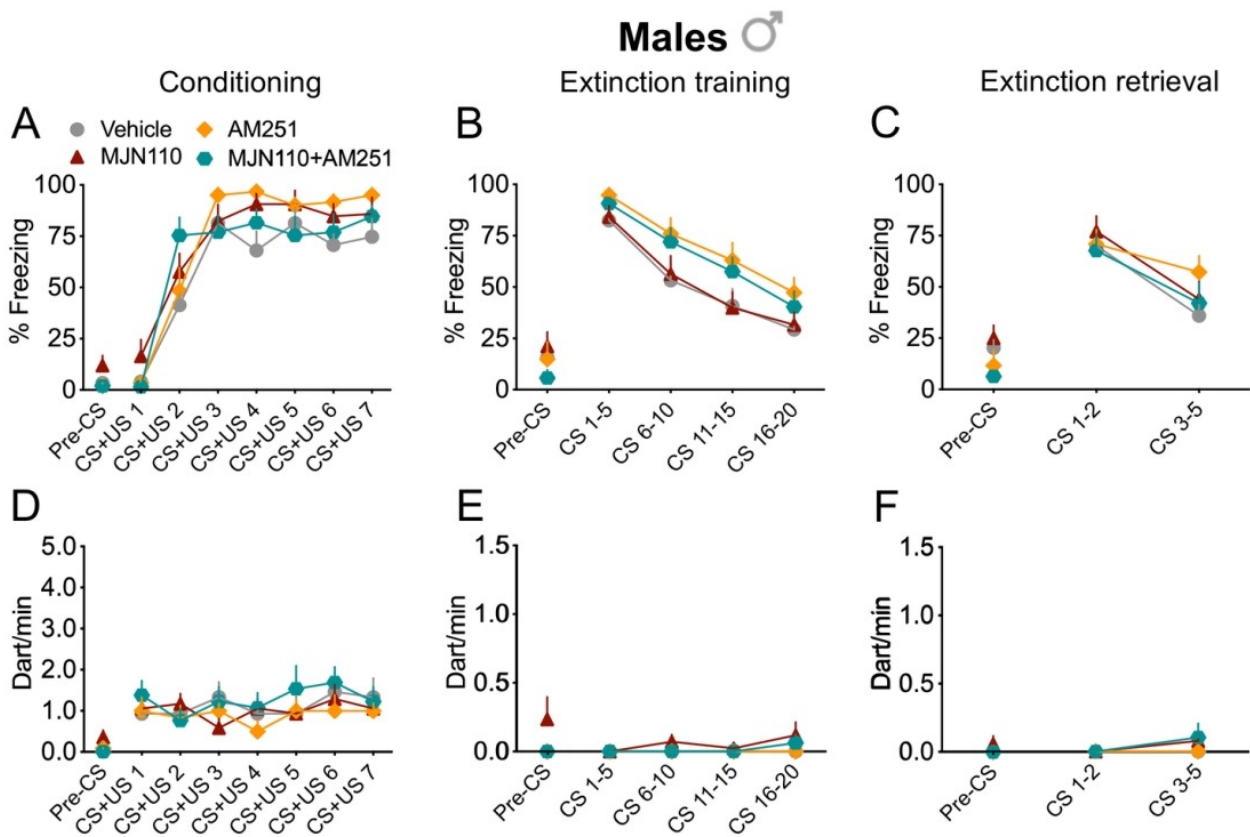 Males ♂
Conditioning
Extinction training
Extinction retrieval
A
Vehicle
AM251
MJN110
MJN110+AM251
% Freezing
100
75
50
25
0
Pre-CS
CS+US 1
CS+US 2
CS+US 3
CS+US 4
CS+US 5
CS+US 6
CS+US 7
B
% Freezing
100
75
50
25
0
Pre-CS
CS 1-5
CS 6-10
CS 11-15
CS 16-20
C
% Freezing
100
75
50
25
0
Pre-CS
CS 1-2
CS 3-5
D
Dart/min
5.0
4.0
3.0
2.0
1.0
0.0
Pre-CS
CS+US 1
CS+US 2
CS+US 3
CS+US 4
CS+US 5
CS+US 6
CS+US 7
E
Dart/min
1.5
1.0
0.5
0.0
Pre-CS
CS 1-5
CS 6-10
CS 11-15
CS 16-20
F
Dart/min
1.5
1.0
0.5
0.0
Pre-CS
CS 1-2
CS 3-5